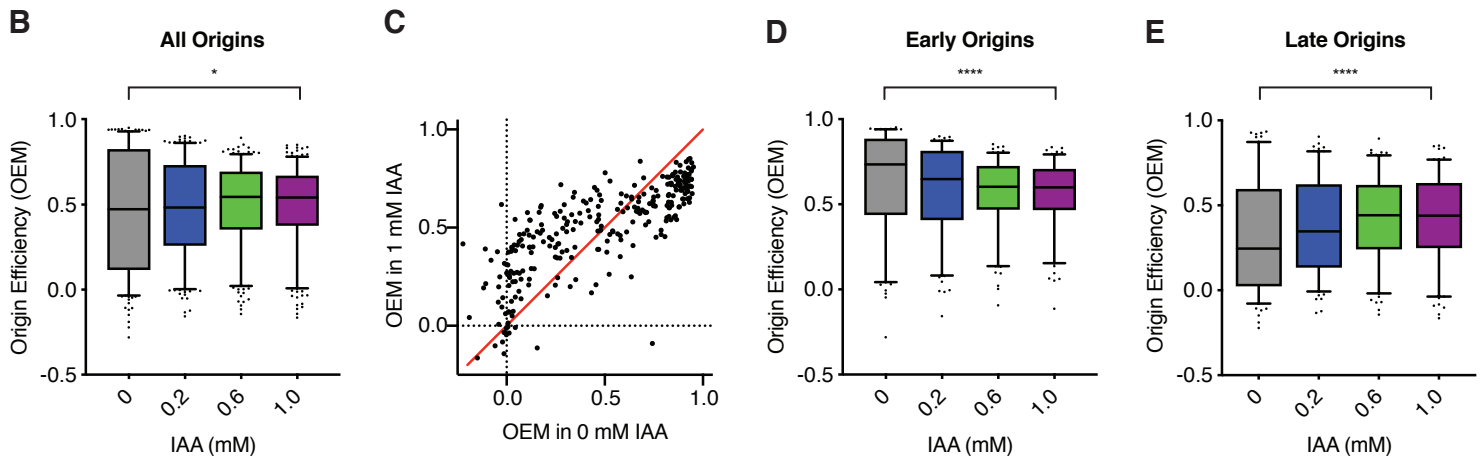 B
All Origins
*
Origin Efficiency (OEM)
1.0
0.5
0.0
-0.5
0
0.2
0.6
1.0
IAA (mM)
C
OEM in 1 mM IAA
1.0
0.5
0.0
0.0
0.5
1.0
OEM in 0 mM IAA
D
Early Origins
****
Origin Efficiency (OEM)
1.0
0.5
0.0
-0.5
0
0.2
0.6
1.0
IAA (mM)
E
Late Origins
****
Origin Efficiency (OEM)
1.0
0.5
0.0
-0.5
0
0.2
0.6
1.0
IAA (mM)